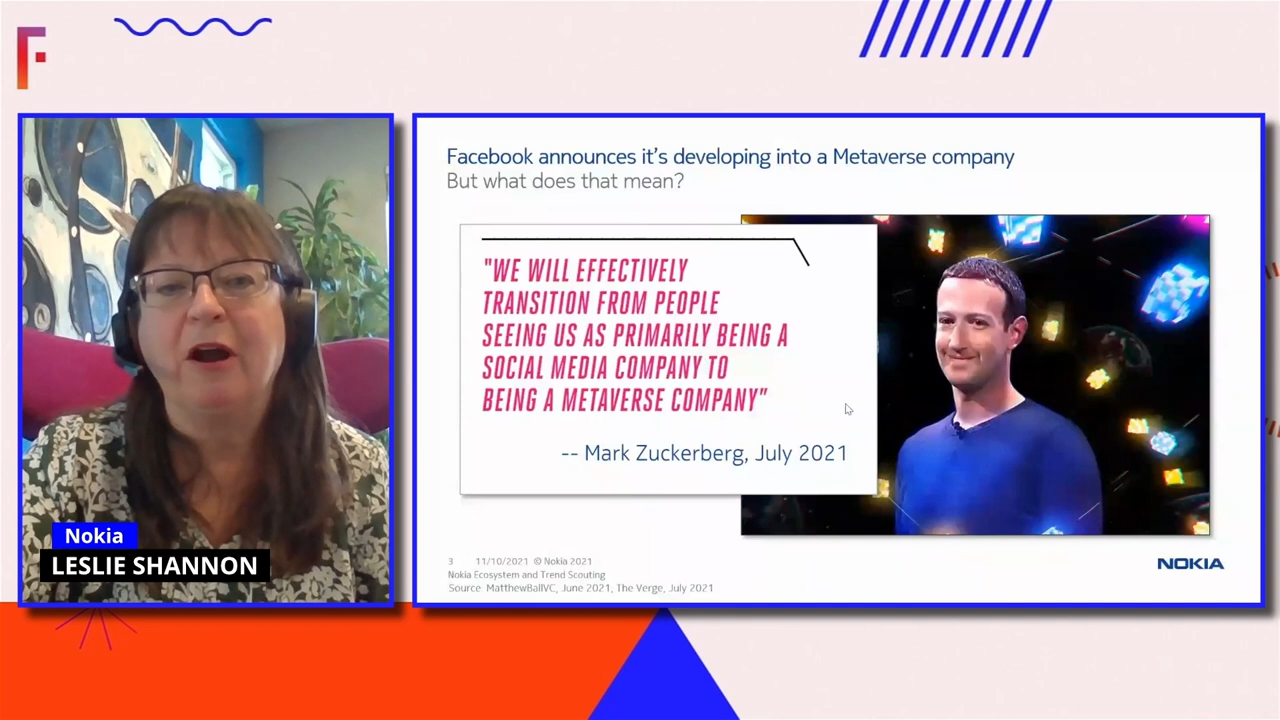 F
Nokia
LESLIE SHANNON
Facebook announces it's developing into a Metaverse company
But what does that mean?
"WE WILL EFFECTIVELY
TRANSITION FROM PEOPLE
SEEING US AS PRIMARILY BEING A
SOCIAL MEDIA COMPANY TO
BEING A METAVERSE COMPANY"
-- Mark Zuckerberg, July 2021
3 11/10/2021 © Nokia 2021
Nokia Ecosystem and Trend Scouting
Source MatthewBallVC, June 2021; The Verge, July 2021
NOKIA